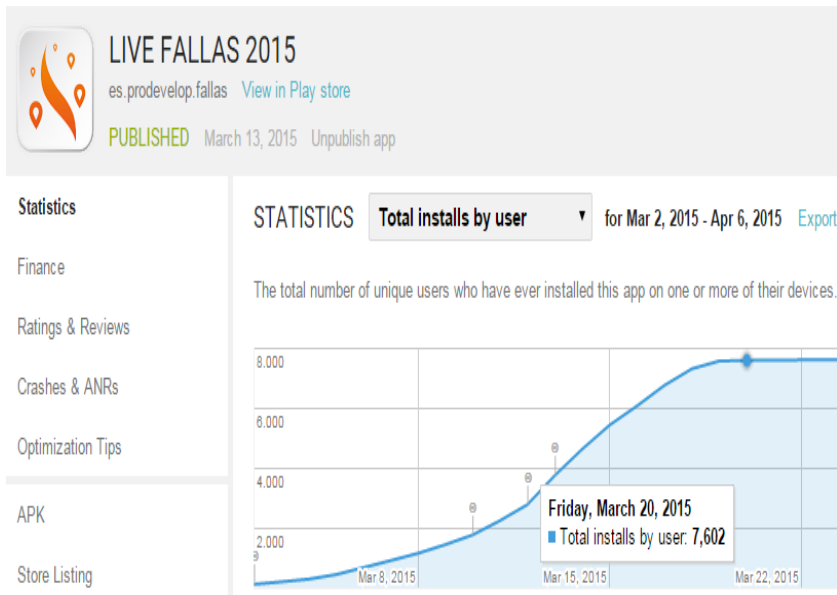 LIVE FALLAS 2015
es.prodevelop.fallas View in Play store
PUBLISHED March 13, 2015 Unpublish app
Statistics
Finance
Ratings & Reviews
Crashes & ANRs
Optimization Tips
APK
Store Listing
STATISTICS Total installs by user for Mar 2, 2015 - Apr 6, 2015 Export
The total number of unique users who have ever installed this app on one or more of their devices.
8.000
6.000
4.000
2.000
Friday, March 20, 2015
Total installs by user: 7,602
Mar 8, 2015 Mar 15, 2015 Mar 22, 2015